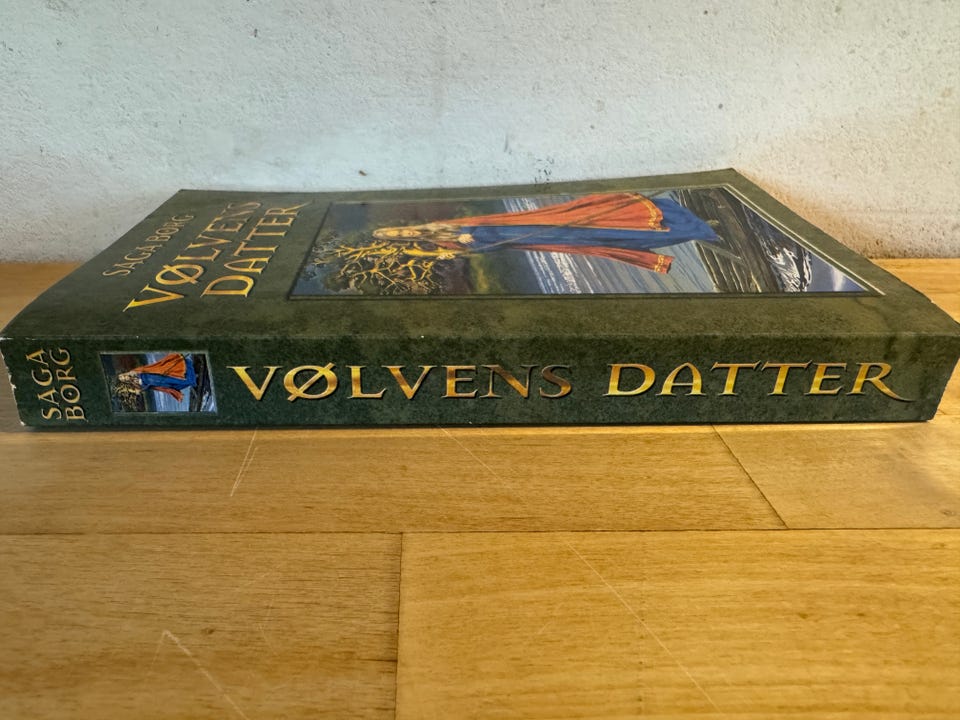 SAGA BORG
VØLVENS
DATTER
SAGA
BORG
VØLVENS DATTER